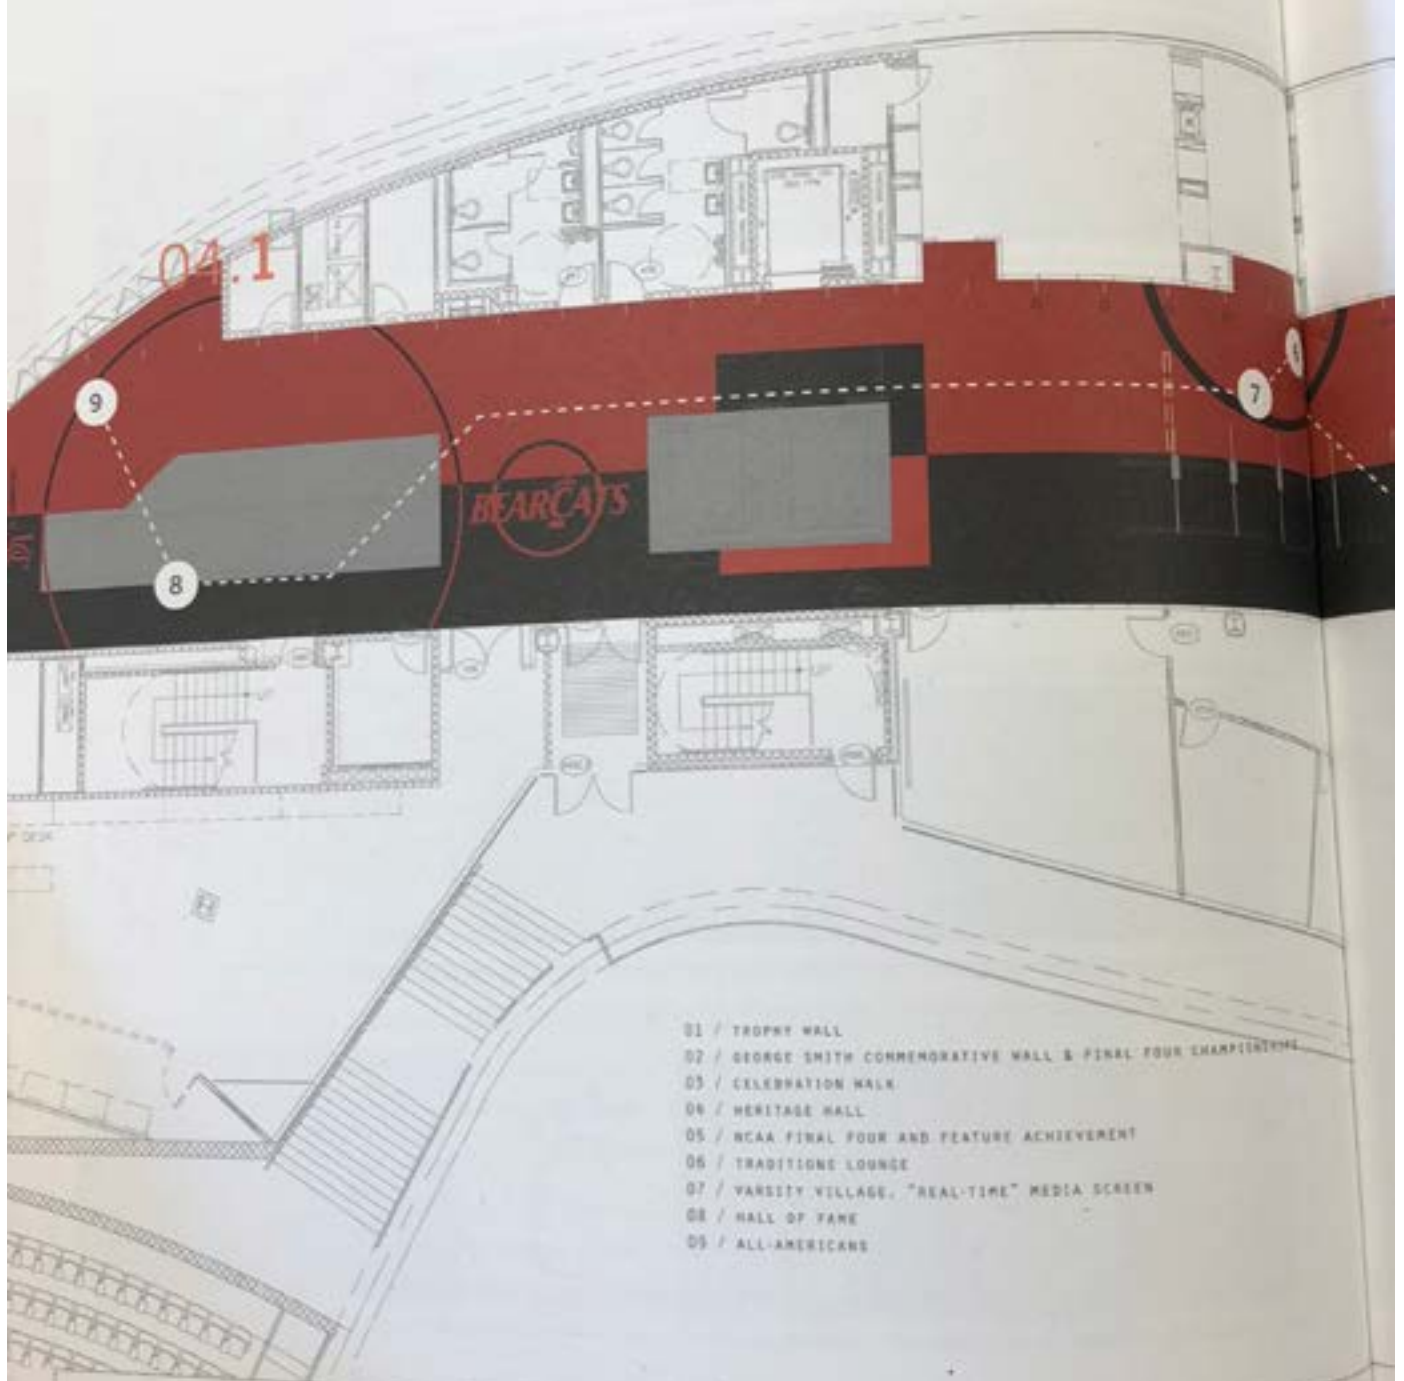 04.1
9
6
7
BEARCATS
8
01 / TROPHY WALL
02 / GEORGE SMITH COMMEMORATIVE WALL & FINAL FOUR CHAMPIONSHIPS
03 / CELEBRATION WALK
04 / HERITAGE HALL
05 / NCAA FINAL FOUR AND FEATURE ACHIEVEMENT
06 / TRADITIONS LOUNGE
07 / VARSITY VILLAGE, "REAL-TIME" MEDIA SCREEN
08 / HALL OF FAME
09 / ALL-AMERICANS